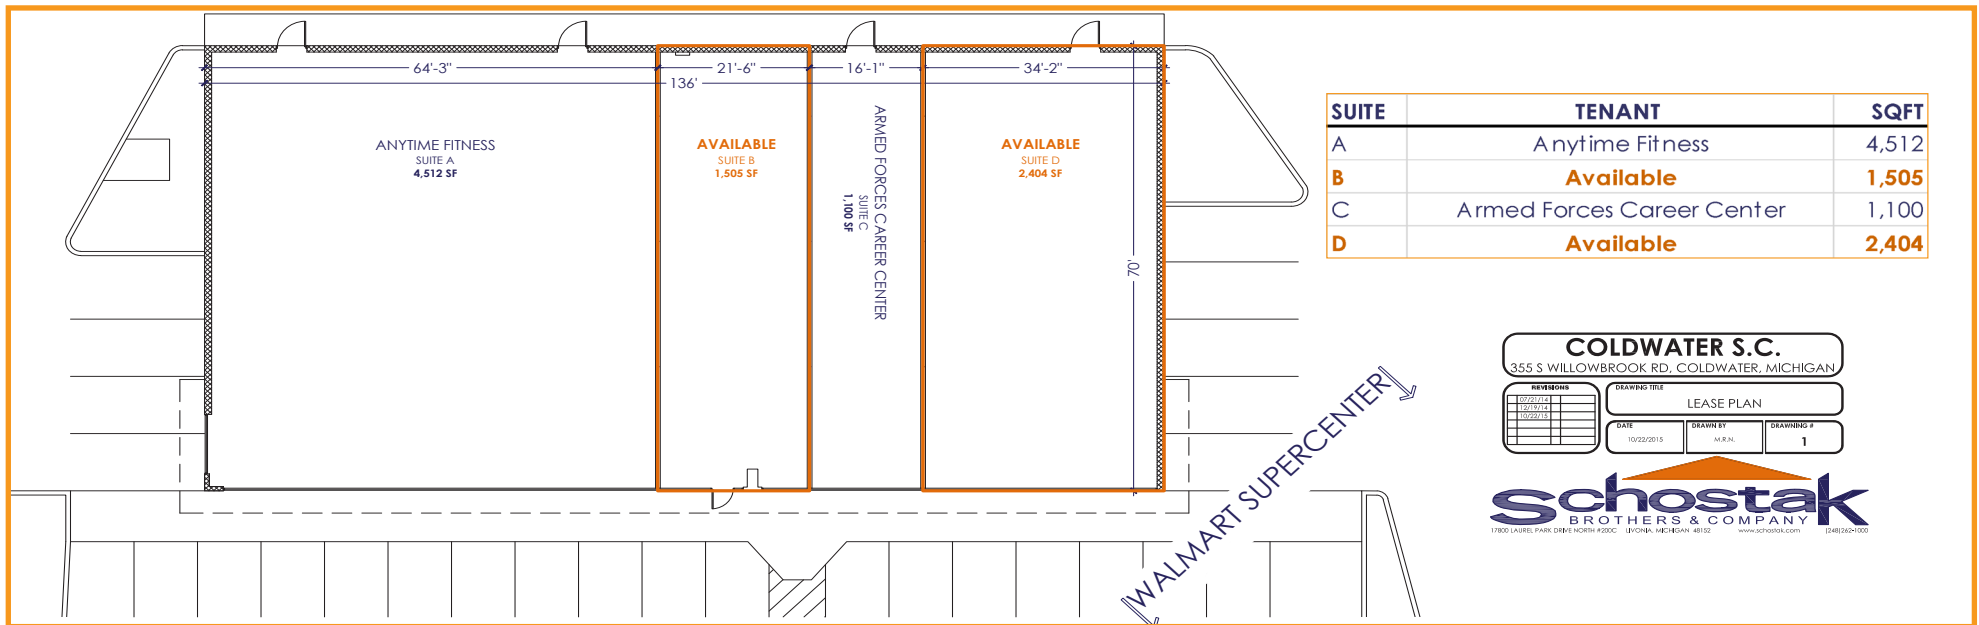 64'-3"
21'-6"
16'-1"
34'-2"
136'
70'
ANYTIME FITNESS
SUITE A
4,512 SF
AVAILABLE
SUITE B
1,505 SF
ARMED FORCES CAREER CENTER
SUITE C
1,100 SF
AVAILABLE
SUITE D
2,404 SF
WALMART SUPERCENTER
SUITE TENANT SQFT
A Anytime Fitness 4,512
B Available 1,505
C Armed Forces Career Center 1,100
D Available 2,404
COLDWATER S.C.
355 S WILLOWBROOK RD, COLDWATER, MICHIGAN
REVISIONS
07/21/14
12/19/14
10/22/15
DRAWING TITLE
LEASE PLAN
DATE
10/22/2015
DRAWN BY
M.R.N.
DRAWNING #
1
Schostak
BROTHERS & COMPANY
17800 LAUREL PARK DRIVE NORTH #200C LIVONIA, MICHIGAN 48152 www.schostak.com (248)262-1000